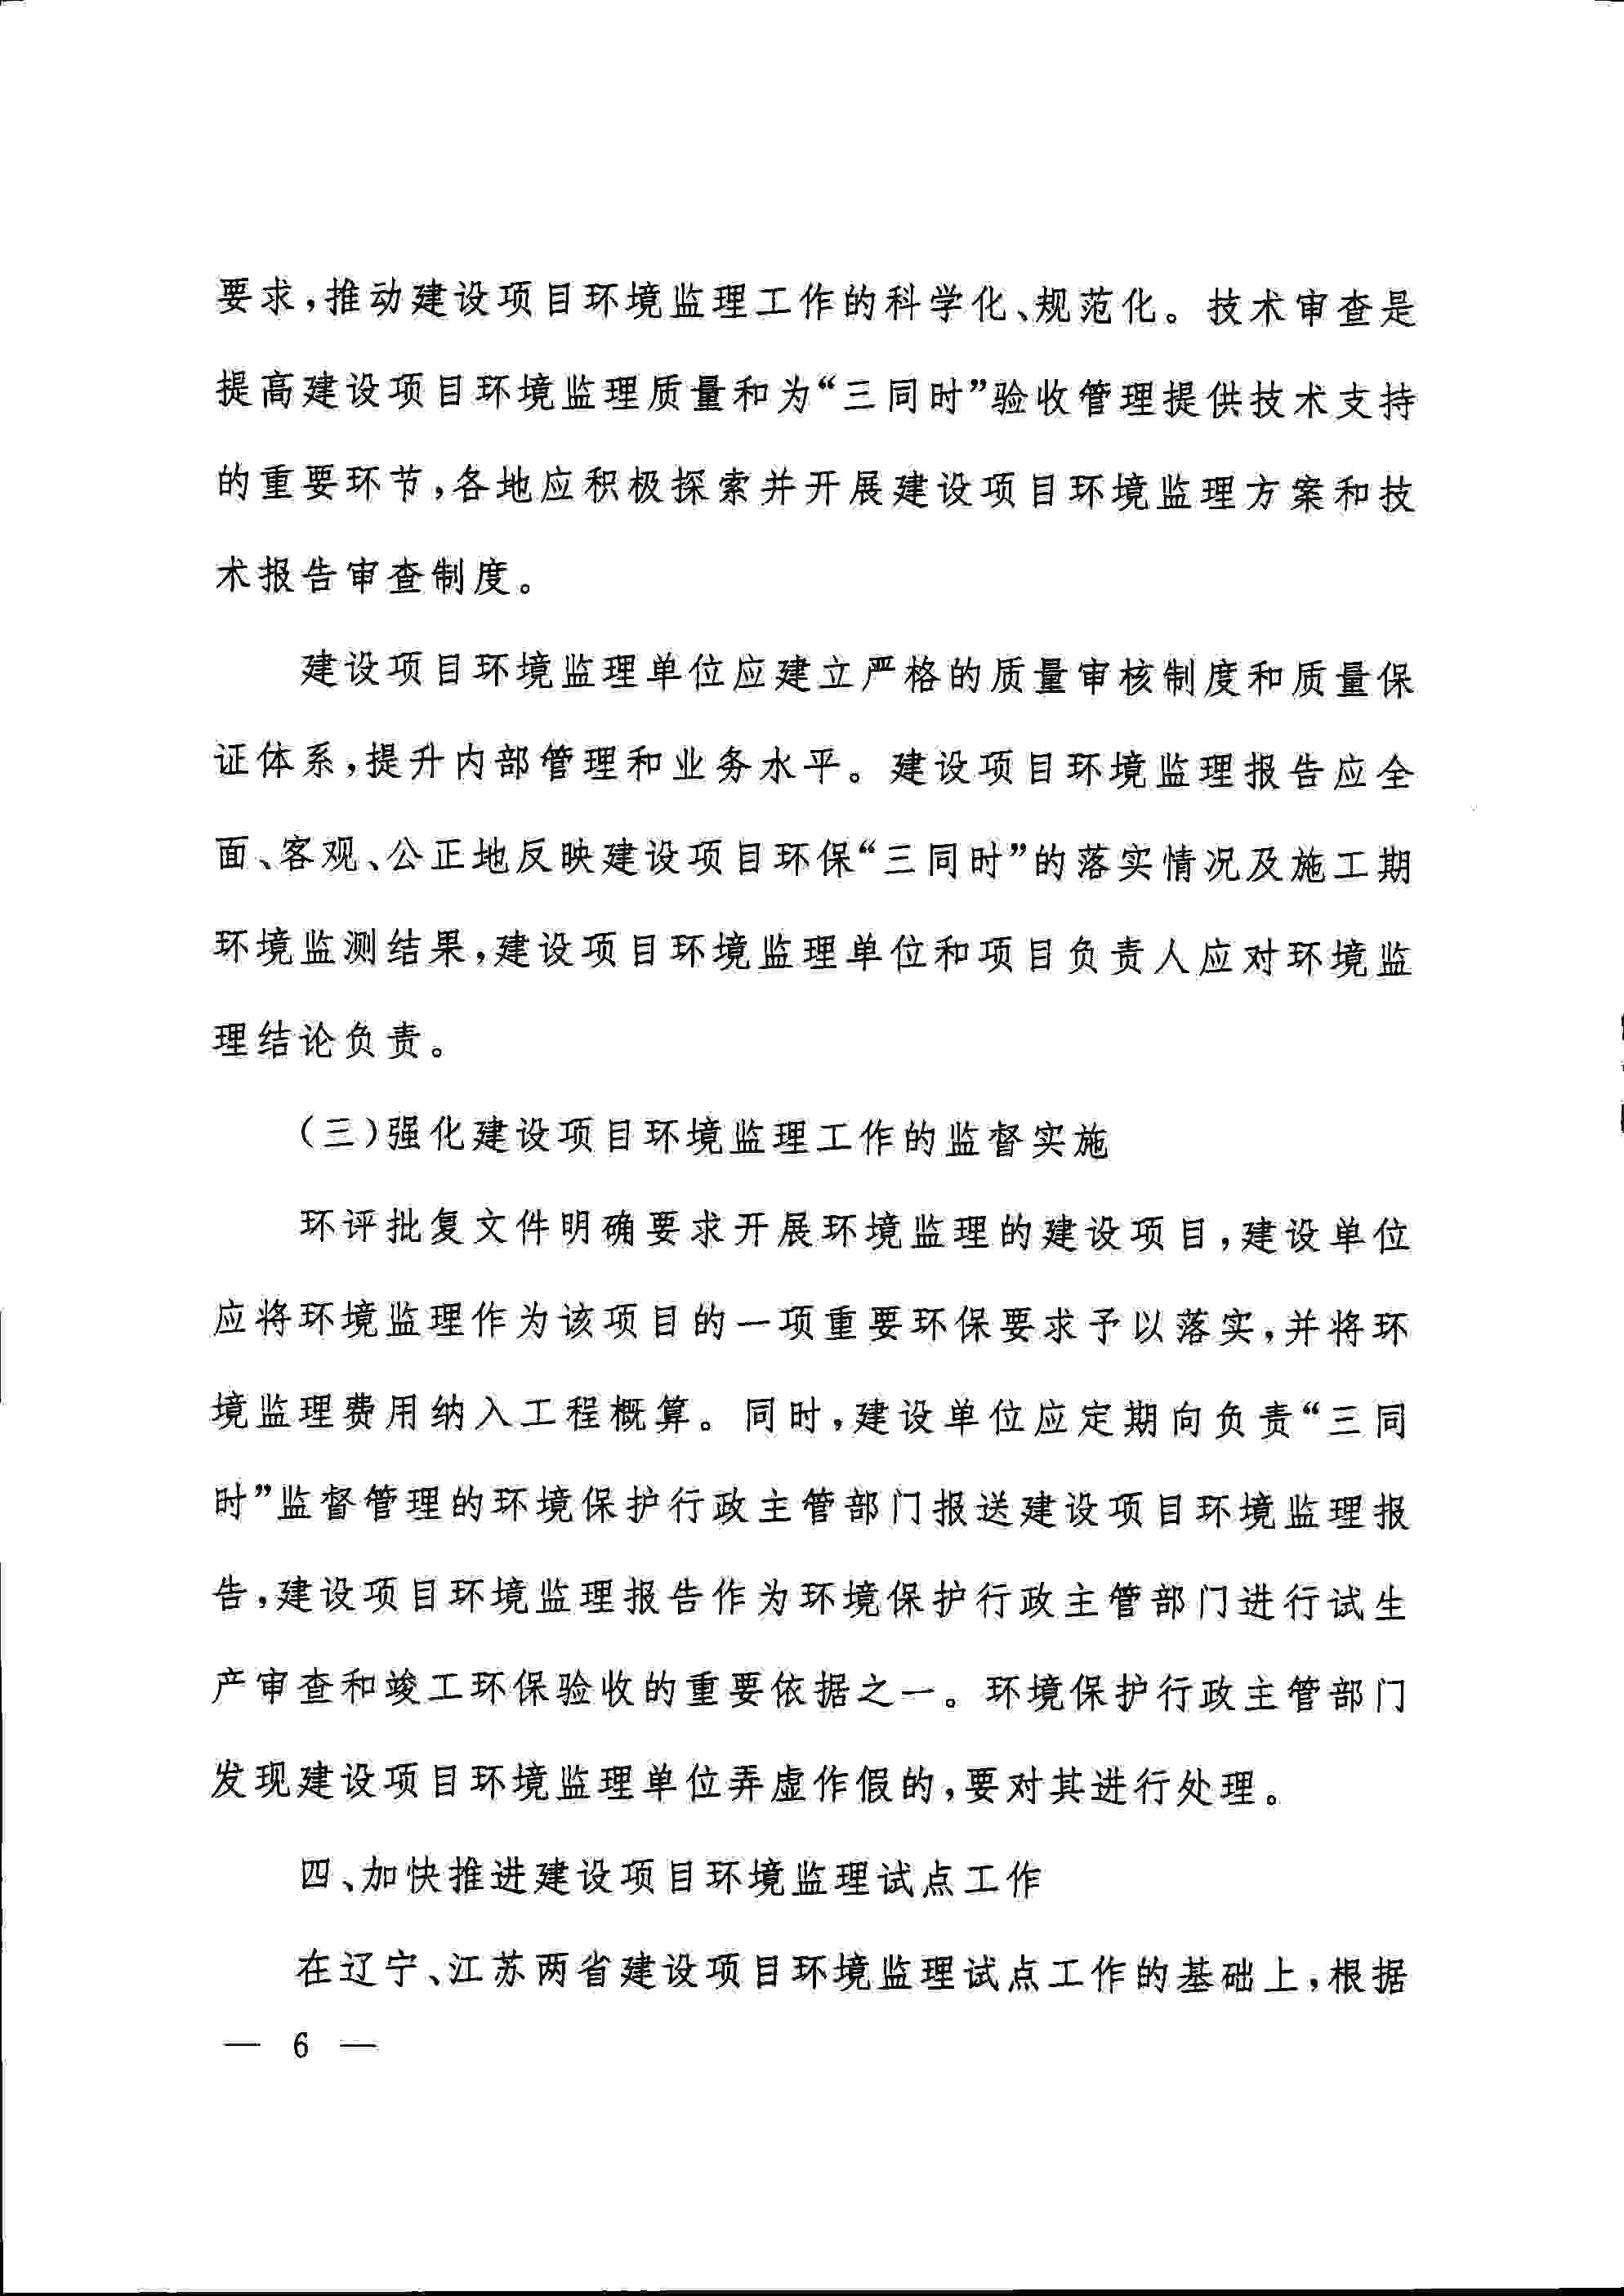 要求，推动建设项目环境监理工作的科学化、规范化。技术审查是
提高建设项目环境监理质量和为“三同时”验收管理提供技术支持
的重要环节，各地应积极探索并开展建设项目环境监理方案和技
术报告审查制度。
建设项目环境监理单位应建立严格的质量审核制度和质量保
证体系，提升内部管理和业务水平。建设项目环境监理报告应全
面、客观、公正地反映建设项目环保“三同时”的落实情况及施工期
环境监测结果，建设项目环境监理单位和项目负责人应对环境监
理结论负责。
（三）强化建设项目环境监理工作的监督实施
环评批复文件明确要求开展环境监理的建设项目，建设单位
应将环境监理作为该项目的一项重要环保要求予以落实，并将环
境监理费用纳入工程概算。同时，建设单位应定期向负责“三同
时”监督管理的环境保护行政主管部门报送建设项目环境监理报
告，建设项目环境监理报告作为环境保护行政主管部门进行试生
产审查和竣工环保验收的重要依据之一。环境保护行政主管部门
发现建设项目环境监理单位弄虚作假的，要对其进行处理。
四、加快推进建设项目环境监理试点工作
在辽宁、江苏两省建设项目环境监理试点工作的基础上，根据
— 6 —